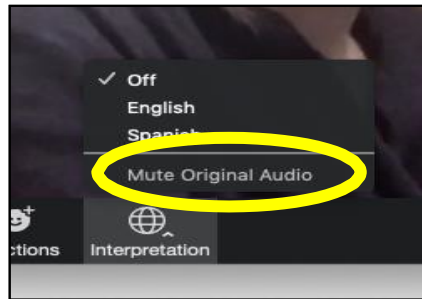 Off
English
Spanish
Mute Original Audio
ctions
Interpretation